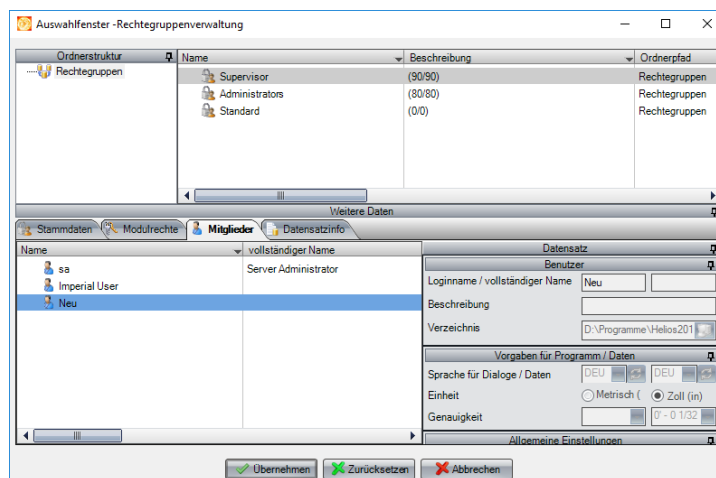 Auswahlfenster -Rechtegruppenverwaltung
Ordnerstruktur
Rechtegruppen
Name Beschreibung Ordnerpfad
Supervisor (90/90) Rechtegruppen
Administrators (80/80) Rechtegruppen
Standard (0/0) Rechtegruppen
Weitere Daten
Stammdaten Modulrechte Mitglieder Datensatzinfo
Name vollständiger Name
sa Server Administrator
Imperial User
Neu
Datensatz
Benutzer
Loginname / vollständiger Name Neu
Beschreibung
Verzeichnis D:\Programme\Helios201
Vorgaben für Programm / Daten
Sprache für Dialoge / Daten DEU DEU
Einheit Metrisch ( Zoll (in)
Genauigkeit 0' - 0 1/32
Allgemeine Einstellungen
Übernehmen Zurücksetzen Abbrechen